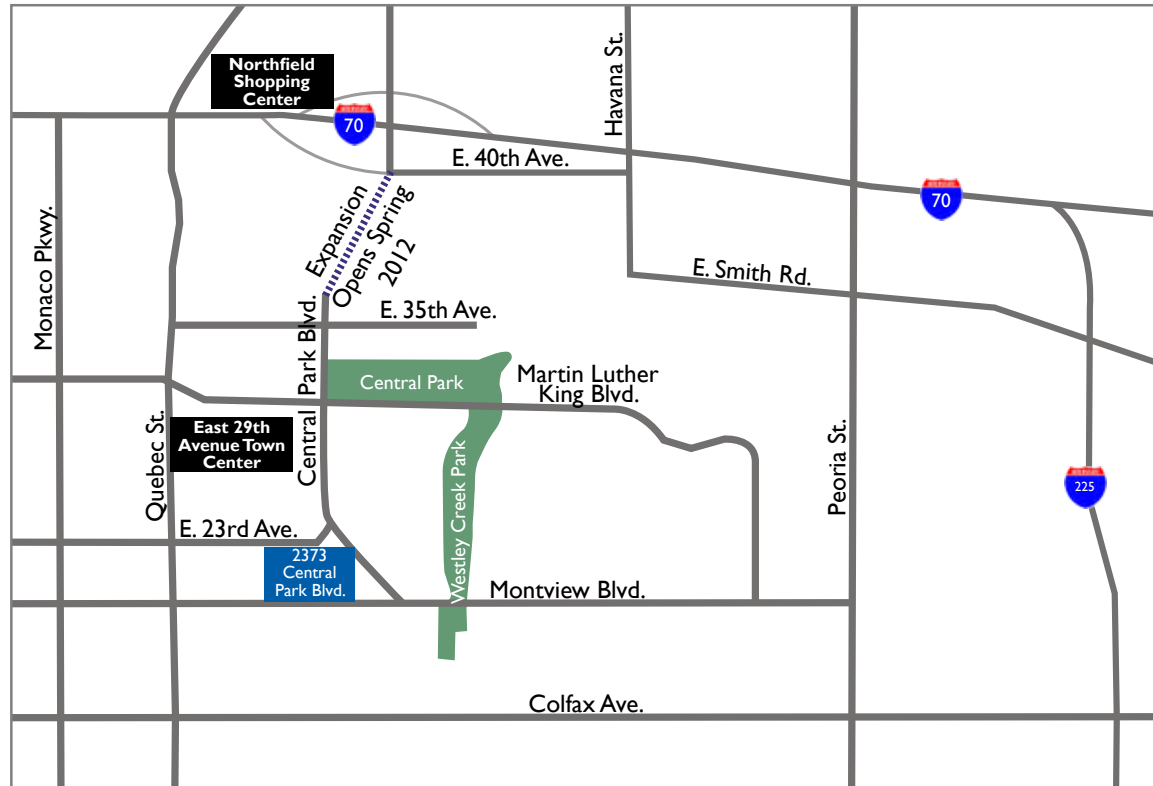 Northfield
Shopping
Center
70
Havana St.
E. 40th Ave.
70
Monaco Pkwy.
Expansion
Opens Spring
2012
E. Smith Rd.
Central Park Blvd.
E. 35th Ave.
Central Park
Martin Luther
King Blvd.
Quebec St.
East 29th
Avenue Town
Center
Peoria St.
225
Westley Creek Park
E. 23rd Ave.
2373
Central
Park Blvd.
Montview Blvd.
Colfax Ave.